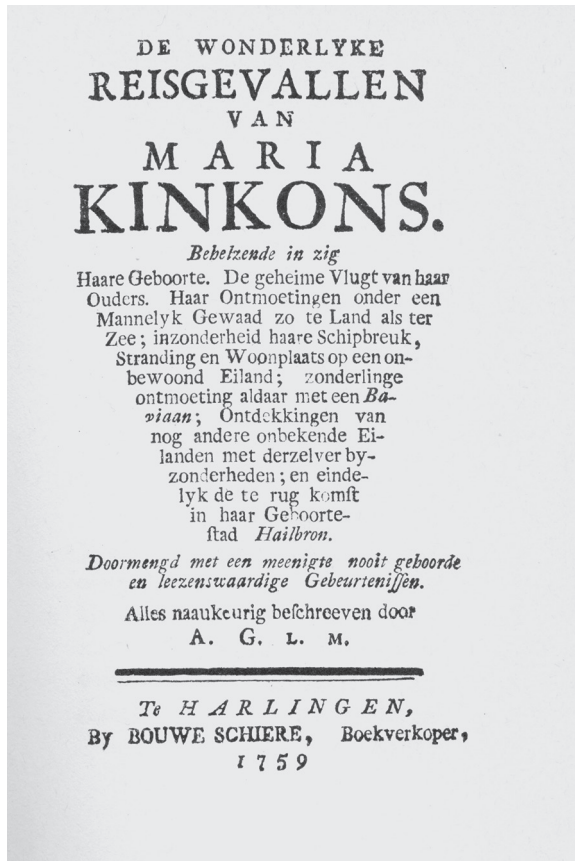 DE WONDERLYKE
REISGEVALLEN
VAN
MARIA
KINKONS.
Behelzende in zig
Haare Geboorte. De geheime Vlugt van haar
Ouders. Haar Ontmoetingen onder een
Mannelyk Gewaad zo te Land als ter
Zee; inzonderheid haare Schipbreuk,
Stranding en Woonplaats op een on-
bewoond Eiland; zonderlinge
ontmoeting aldaar met een Ba-
viaan; Ontdekkingen van
nog andere onbekende Ei-
landen met derzelver by-
zonderheden; en einde-
lyk de te rug komſt
in haar Geboorte-
ſtad Hailbron.
Doormengd met een meenigte nooit gehoorde
en leezenswaardige Gebeurteniſſen.
Alles naaukeurig beſchreeven door
A. G. L. M.
Te HARLINGEN,
By BOUWE SCHIERE, Boekverkoper,
1759